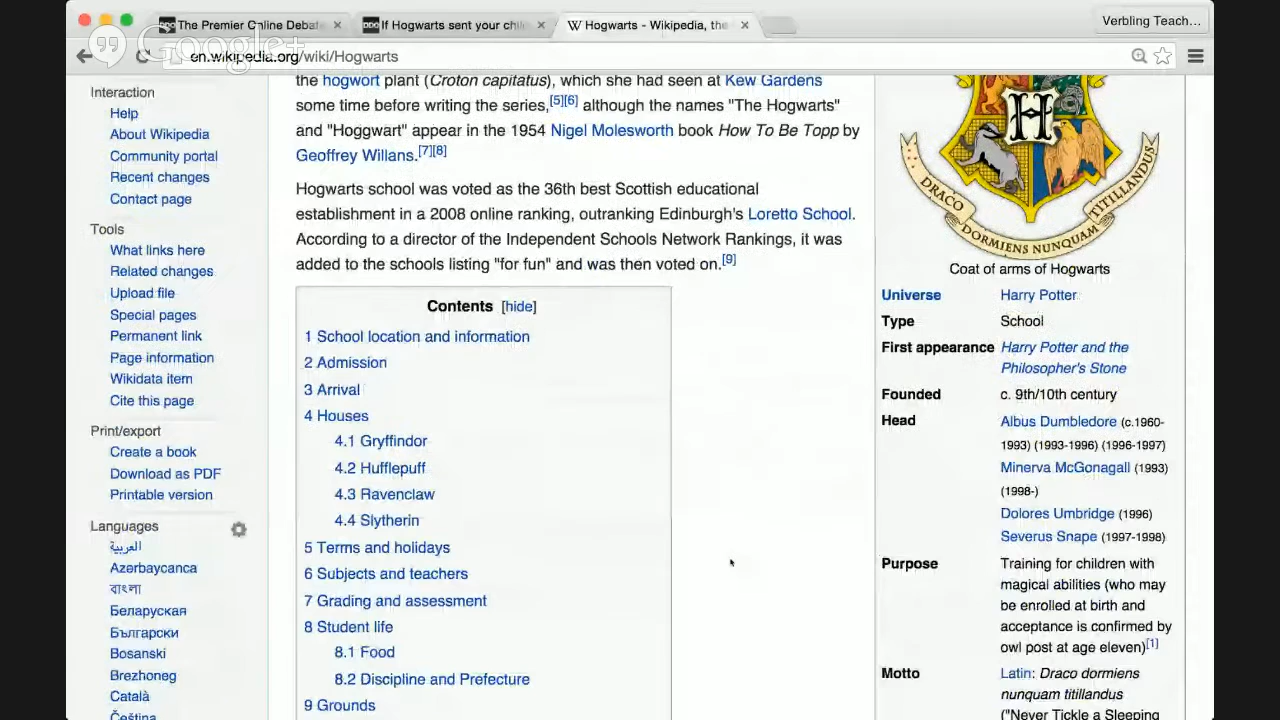 The Premier Online Debate
If Hogwarts sent your chil
Hogwarts - Wikipedia, the
Verbling Teach...
Google+
en.wikipedia.org/wiki/Hogwarts
Interaction
Help
About Wikipedia
Community portal
Recent changes
Contact page
Tools
What links here
Related changes
Upload file
Special pages
Permanent link
Page information
Wikidata item
Cite this page
Print/export
Create a book
Download as PDF
Printable version
Languages
العربية
Azərbaycanca
বাংলা
Беларуская
Български
Bosanski
Brezhoneg
Català
Čeština
the hogwort plant (Croton capitatus), which she had seen at Kew Gardens
some time before writing the series,[5][6] although the names "The Hogwarts"
and "Hoggwart" appear in the 1954 Nigel Molesworth book How To Be Topp by
Geoffrey Willans.[7][8]
Hogwarts school was voted as the 36th best Scottish educational
establishment in a 2008 online ranking, outranking Edinburgh's Loretto School.
According to a director of the Independent Schools Network Rankings, it was
added to the schools listing "for fun" and was then voted on.[9]
Contents [hide]
1 School location and information
2 Admission
3 Arrival
4 Houses
4.1 Gryffindor
4.2 Hufflepuff
4.3 Ravenclaw
4.4 Slytherin
5 Terms and holidays
6 Subjects and teachers
7 Grading and assessment
8 Student life
8.1 Food
8.2 Discipline and Prefecture
9 Grounds
H
DRACO DORMIENS NUNQUAM TITILLANDUS
Coat of arms of Hogwarts
Universe Harry Potter
Type School
First appearance Harry Potter and the
Philosopher's Stone
Founded c. 9th/10th century
Head Albus Dumbledore (c.1960-
1993) (1993-1996) (1996-1997)
Minerva McGonagall (1993)
(1998-)
Dolores Umbridge (1996)
Severus Snape (1997-1998)
Purpose Training for children with
magical abilities (who may
be enrolled at birth and
acceptance is confirmed by
owl post at age eleven)[1]
Motto Latin: Draco dormiens
nunquam titillandus
("Never Tickle a Sleeping